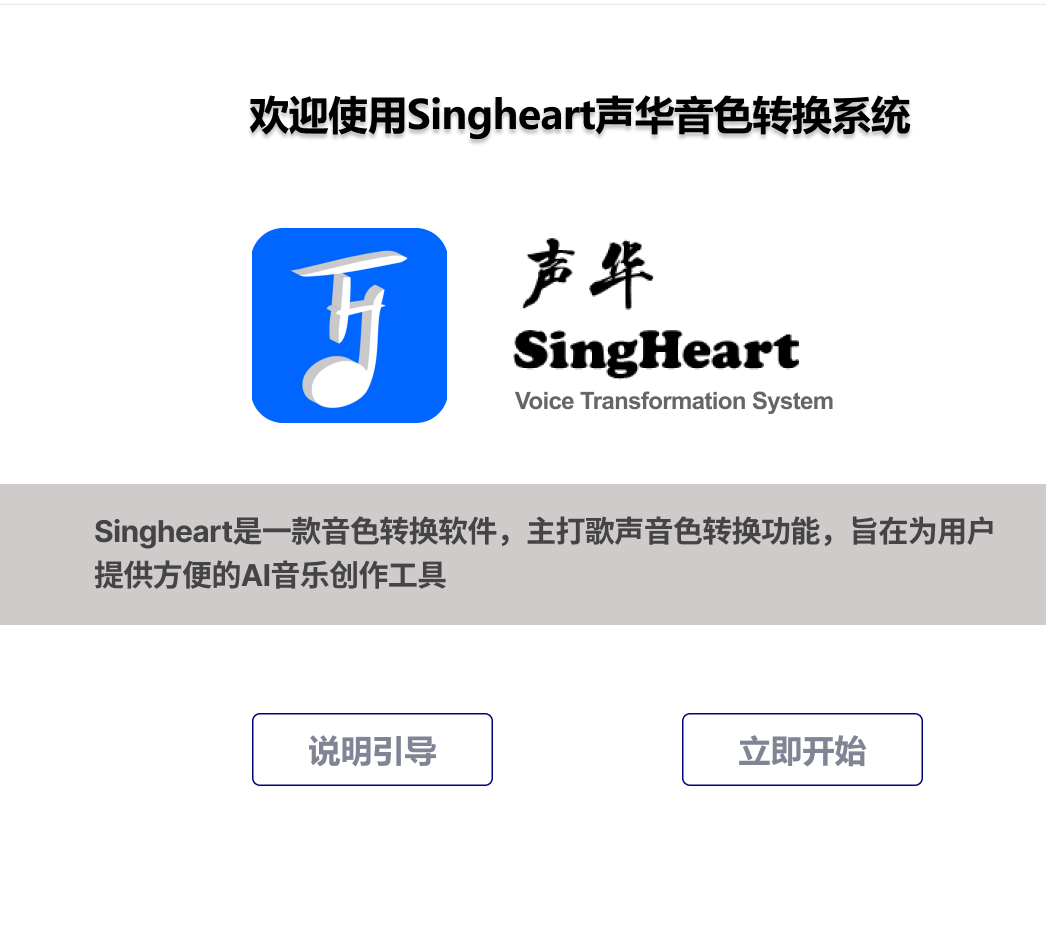 欢迎使用Singheart声华音色转换系统
声华
SingHeart
Voice Transformation System
Singheart是一款音色转换软件，主打歌声音色转换功能，旨在为用户
提供方便的AI音乐创作工具
说明引导
立即开始